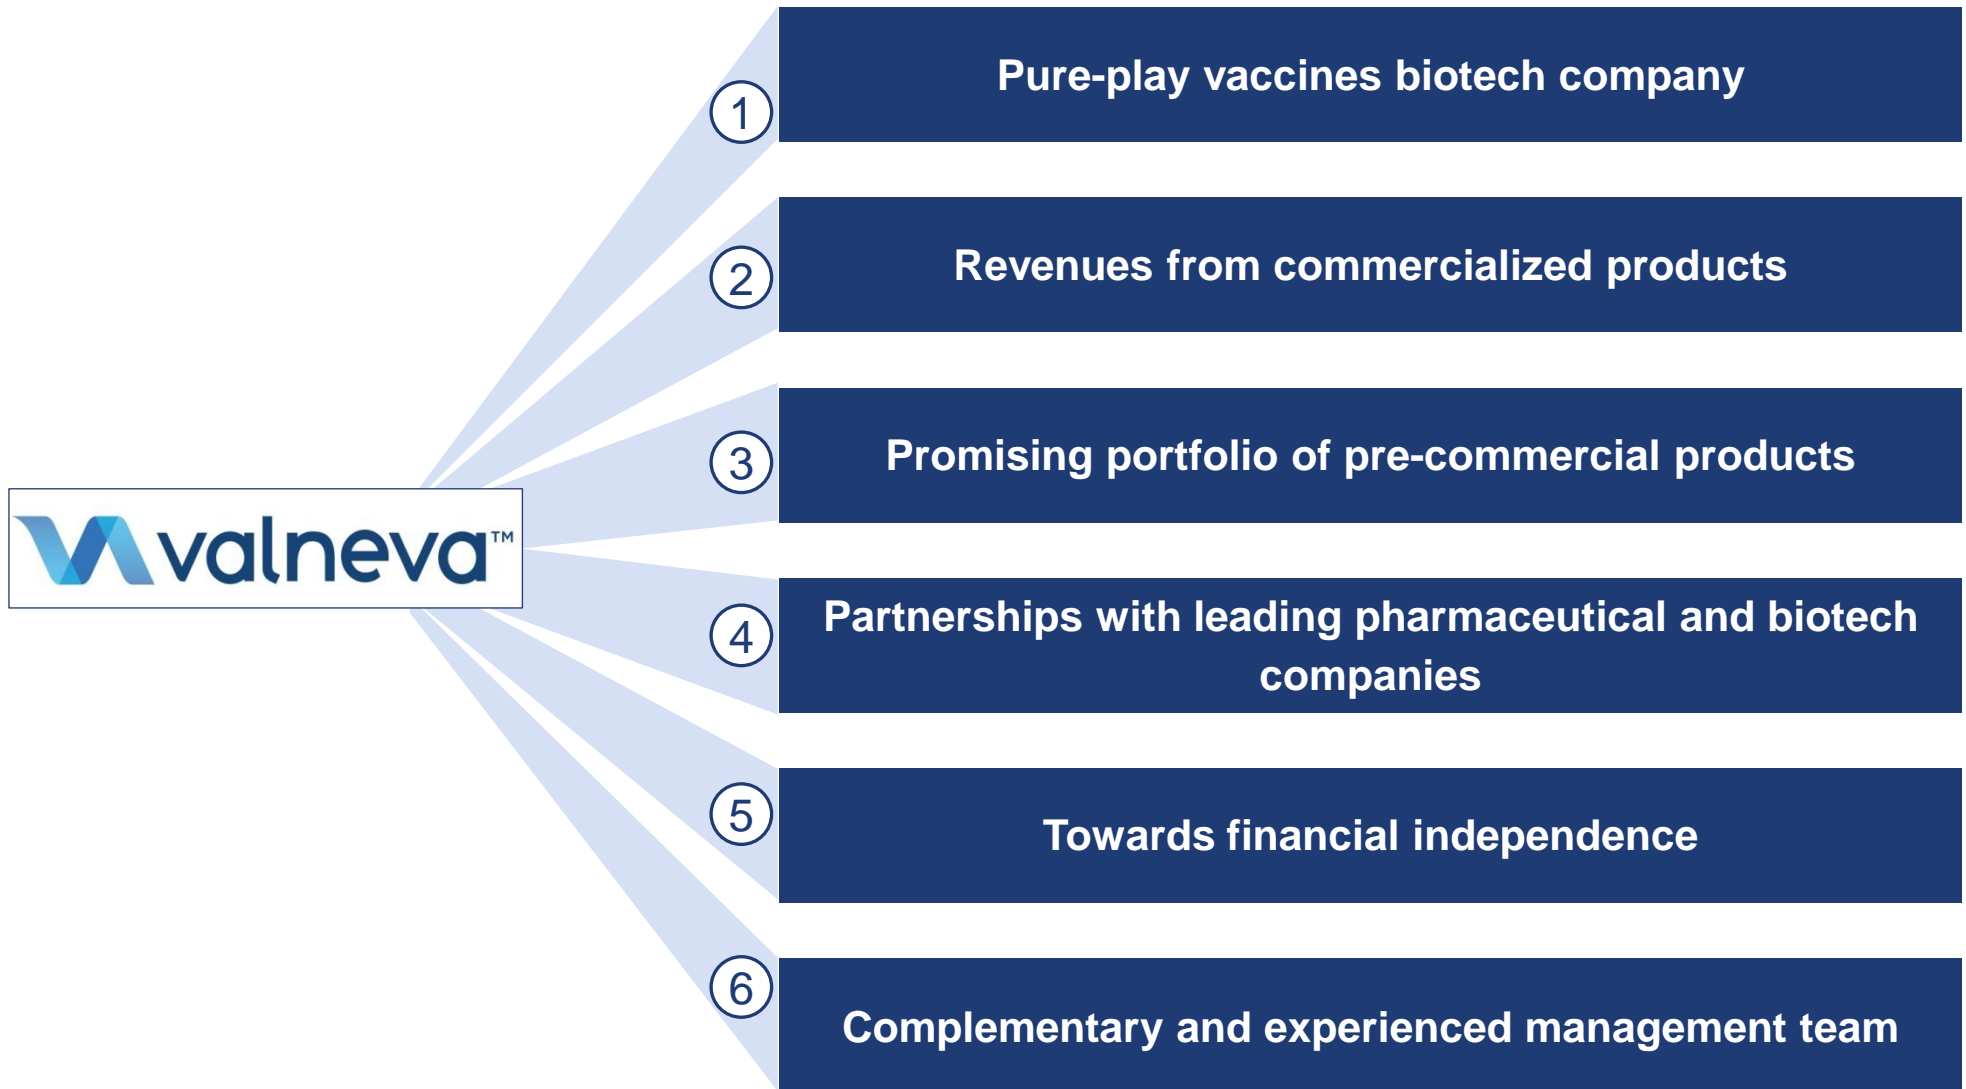 1
Pure-play vaccines biotech company
2
Revenues from commercialized products
3
Promising portfolio of pre-commercial products
valneva™
4
Partnerships with leading pharmaceutical and biotech
companies
5
Towards financial independence
6
Complementary and experienced management team